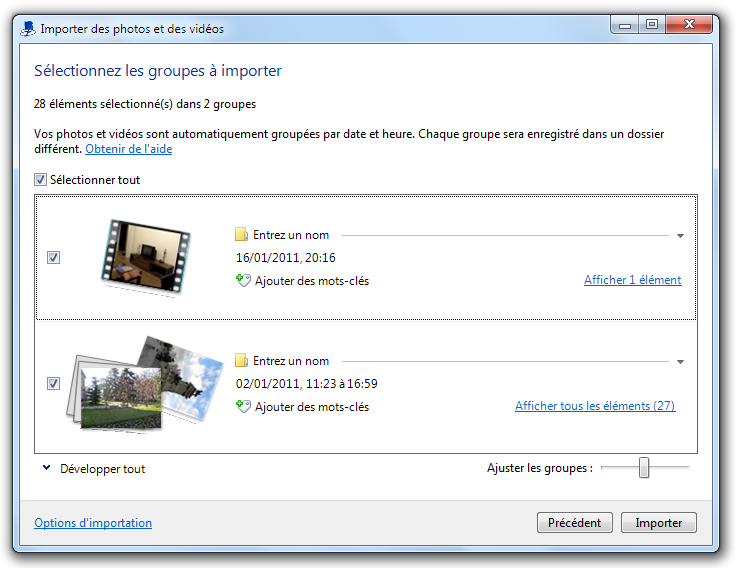 Importer des photos et des vidéos
Sélectionnez les groupes à importer
28 éléments sélectionné(s) dans 2 groupes
Vos photos et vidéos sont automatiquement groupées par date et heure. Chaque groupe sera enregistré dans un dossier
différent. Obtenir de l'aide
Sélectionner tout
Entrez un nom
16/01/2011, 20:16
Ajouter des mots-clés
Afficher 1 élément
Entrez un nom
02/01/2011, 11:23 à 16:59
Ajouter des mots-clés
Afficher tous les éléments (27)
Développer tout
Ajuster les groupes :
Options d'importation
Précédent
Importer